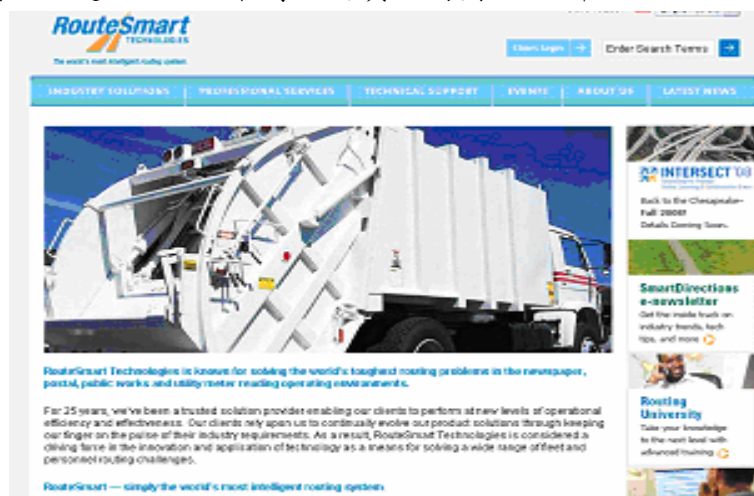 RouteSmart
TECHNOLOGIES
The world's most intelligent routing system
Client Login
Enter Search Terms
INDUSTRY SOLUTIONS
PROFESSIONAL SERVICES
TECHNICAL SUPPORT
EVENTS
ABOUT US
LATEST NEWS
INTERSECT '08
Back to the Chesapeake-
Fall 2008!
Details Coming Soon.
SmartDirections
e-newsletter
Get the inside track on
industry trends, tech
tips, and more
RouteSmart Technologies is known for solving the world's toughest routing problems in the newspaper,
postal, public works and utility meter reading operating environments.
For 25 years, we've been a trusted solution provider enabling our clients to perform at new levels of operational
efficiency and effectiveness. Our clients rely upon us to continually evolve our product solutions through keeping
our finger on the pulse of their industry requirements. As a result, RouteSmart Technologies is considered a
driving force in the innovation and application of technology as a means for solving a wide range of fleet and
personnel routing challenges.
RouteSmart — simply the world's most intelligent routing system
Routing
University
Take your knowledge
to the next level with
advanced training